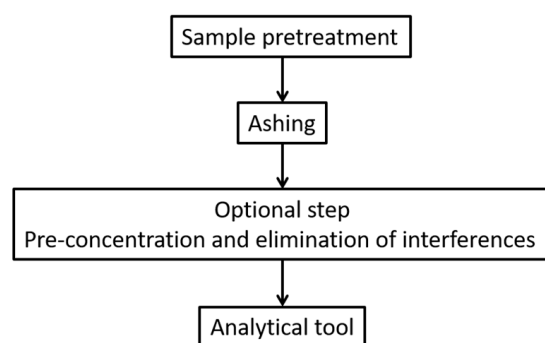 Sample pretreatment
Ashing
Optional step
Pre-concentration and elimination of interferences
Analytical tool